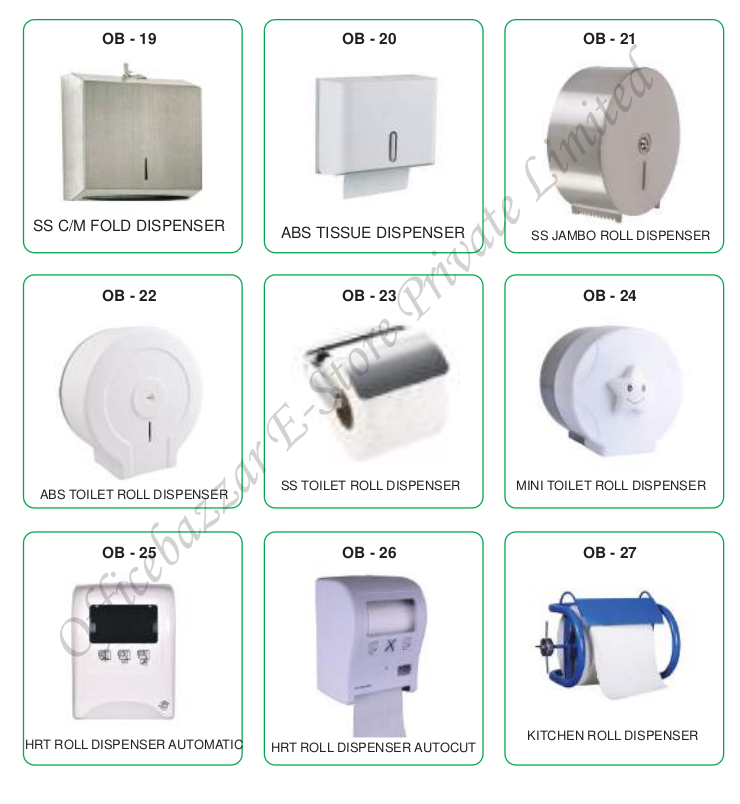 OB - 19
OB - 20
OB - 21
SS C/M FOLD DISPENSER
ABS TISSUE DISPENSER
SS JAMBO ROLL DISPENSER
OB - 22
OB - 23
OB - 24
ABS TOILET ROLL DISPENSER
SS TOILET ROLL DISPENSER
MINI TOILET ROLL DISPENSER
OB - 25
OB - 26
OB - 27
HRT ROLL DISPENSER AUTOMATIC
HRT ROLL DISPENSER AUTOCUT
KITCHEN ROLL DISPENSER
Officebazzar E-Store Private Limited